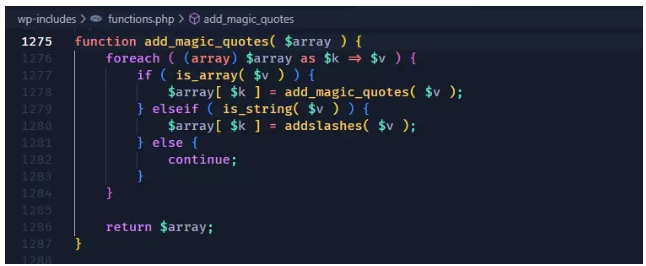 wp-includes > functions.php > add_magic_quotes
1275 function add_magic_quotes( $array ) {
1276     foreach ( (array) $array as $k => $v ) {
1277         if ( is_array( $v ) ) {
1278             $array[ $k ] = add_magic_quotes( $v );
1279         } elseif ( is_string( $v ) ) {
1280             $array[ $k ] = addslashes( $v );
1281         } else {
1282             continue;
1283         }
1284     }
1285
1286     return $array;
1287 }
1288